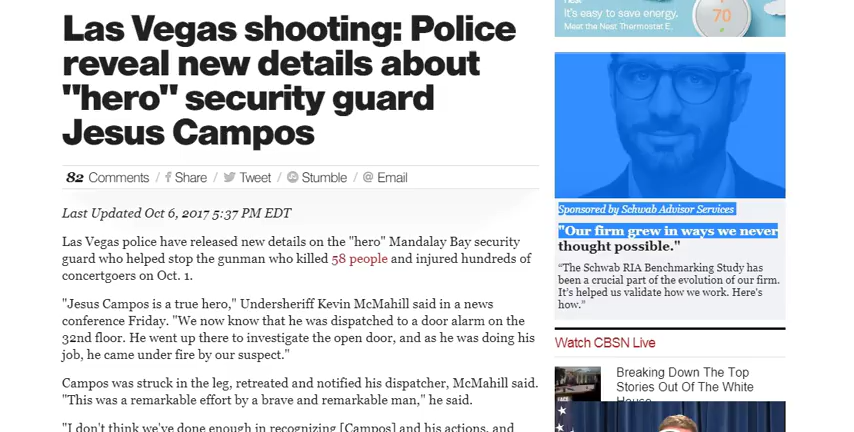 Las Vegas shooting: Police
reveal new details about
"hero" security guard
Jesus Campos
82 Comments / f Share / Tweet / Stumble / @ Email
Last Updated Oct 6, 2017 5:37 PM EDT
Las Vegas police have released new details on the "hero" Mandalay Bay security
guard who helped stop the gunman who killed 58 people and injured hundreds of
concertgoers on Oct. 1.
"Jesus Campos is a true hero," Undersheriff Kevin McMahill said in a news
conference Friday. "We now know that he was dispatched to a door alarm on the
32nd floor. He went up there to investigate the open door, and as he was doing his
job, he came under fire by our suspect."
Campos was struck in the leg, retreated and notified his dispatcher, McMahill said.
"This was a remarkable effort by a brave and remarkable man," he said.
"I don't think we've done enough in recognizing [Campos] and his actions, and
It's easy to save energy.
Meet the Nest Thermostat E.
70
Sponsored by Schwab Advisor Services
"Our firm grew in ways we never
thought possible."
"The Schwab RIA Benchmarking Study has
been a crucial part of the evolution of our firm.
It's helped us validate how we work. Here's
how."
Watch CBSN Live
Breaking Down The Top
Stories Out Of The White
House